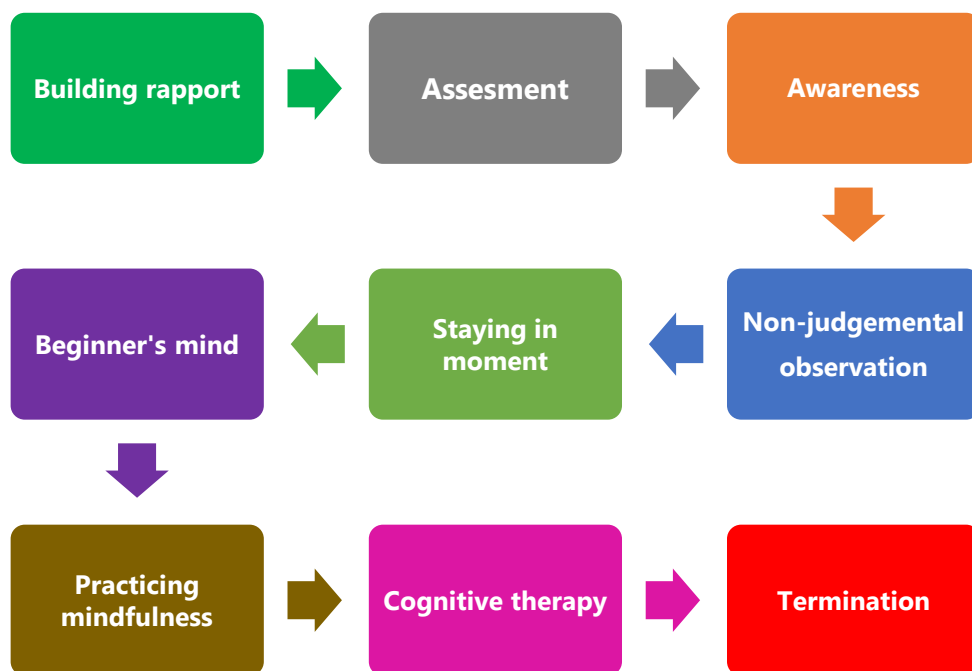 Building rapport
Assesment
Awareness
Non-judgemental
observation
Staying in
moment
Beginner's mind
Practicing
mindfulness
Cognitive therapy
Termination